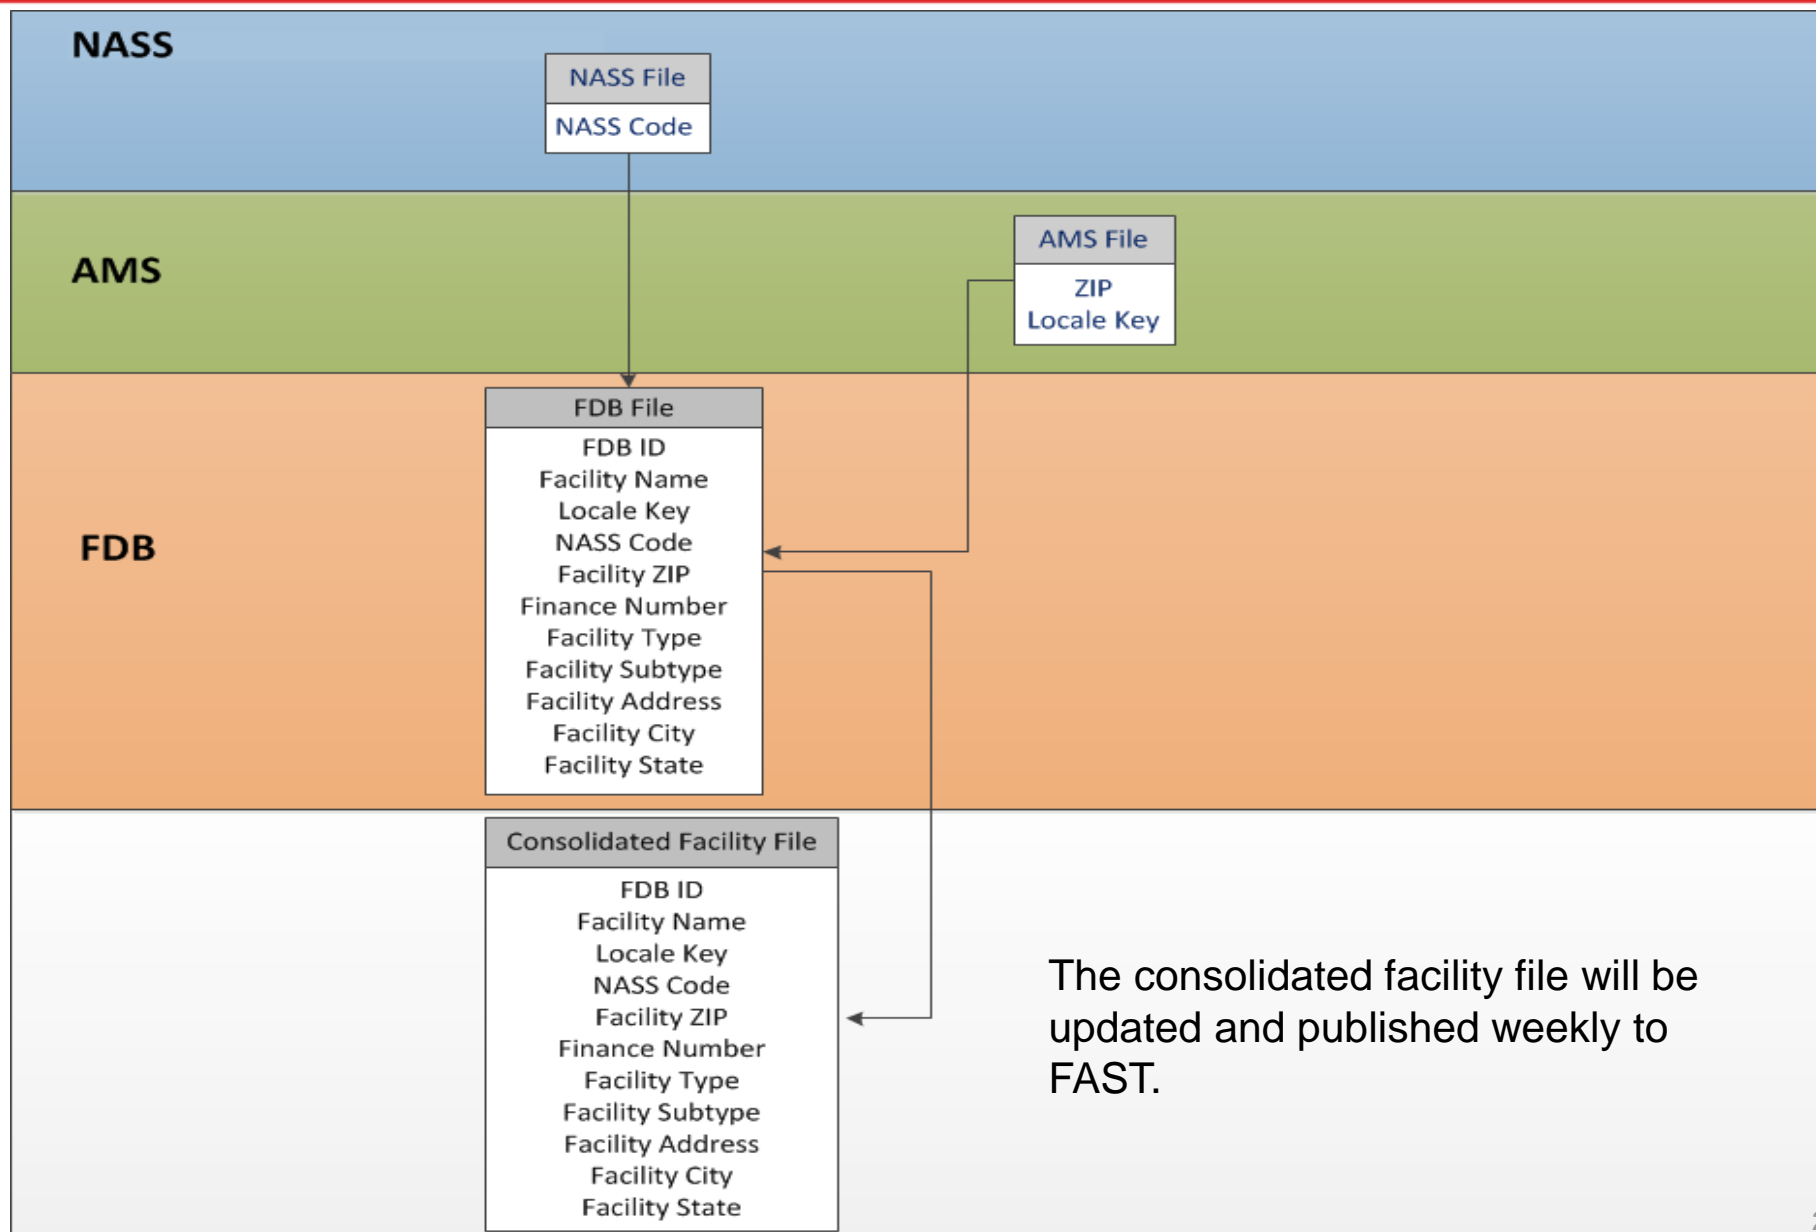 NASS
NASS File
NASS Code
AMS
AMS File
ZIP
Locale Key
FDB
FDB File
FDB ID
Facility Name
Locale Key
NASS Code
Facility ZIP
Finance Number
Facility Type
Facility Subtype
Facility Address
Facility City
Facility State
Consolidated Facility File
FDB ID
Facility Name
Locale Key
NASS Code
Facility ZIP
Finance Number
Facility Type
Facility Subtype
Facility Address
Facility City
Facility State
The consolidated facility file will be
updated and published weekly to
FAST.